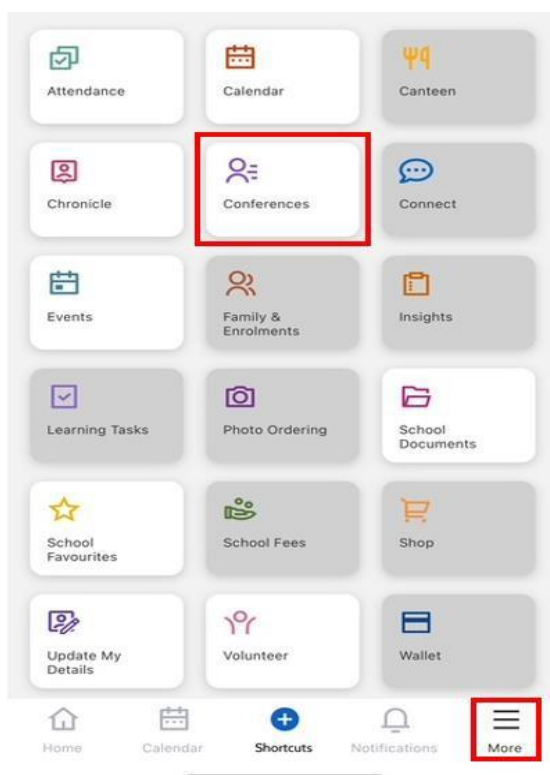 Attendance
Calendar
Canteen
Chronicle
Conferences
Connect
Events
Family &
Enrolments
Insights
Learning Tasks
Photo Ordering
School
Documents
School
Favourites
School Fees
Shop
Update My
Details
Volunteer
Wallet
Home
Calendar
Shortcuts
Notifications
More